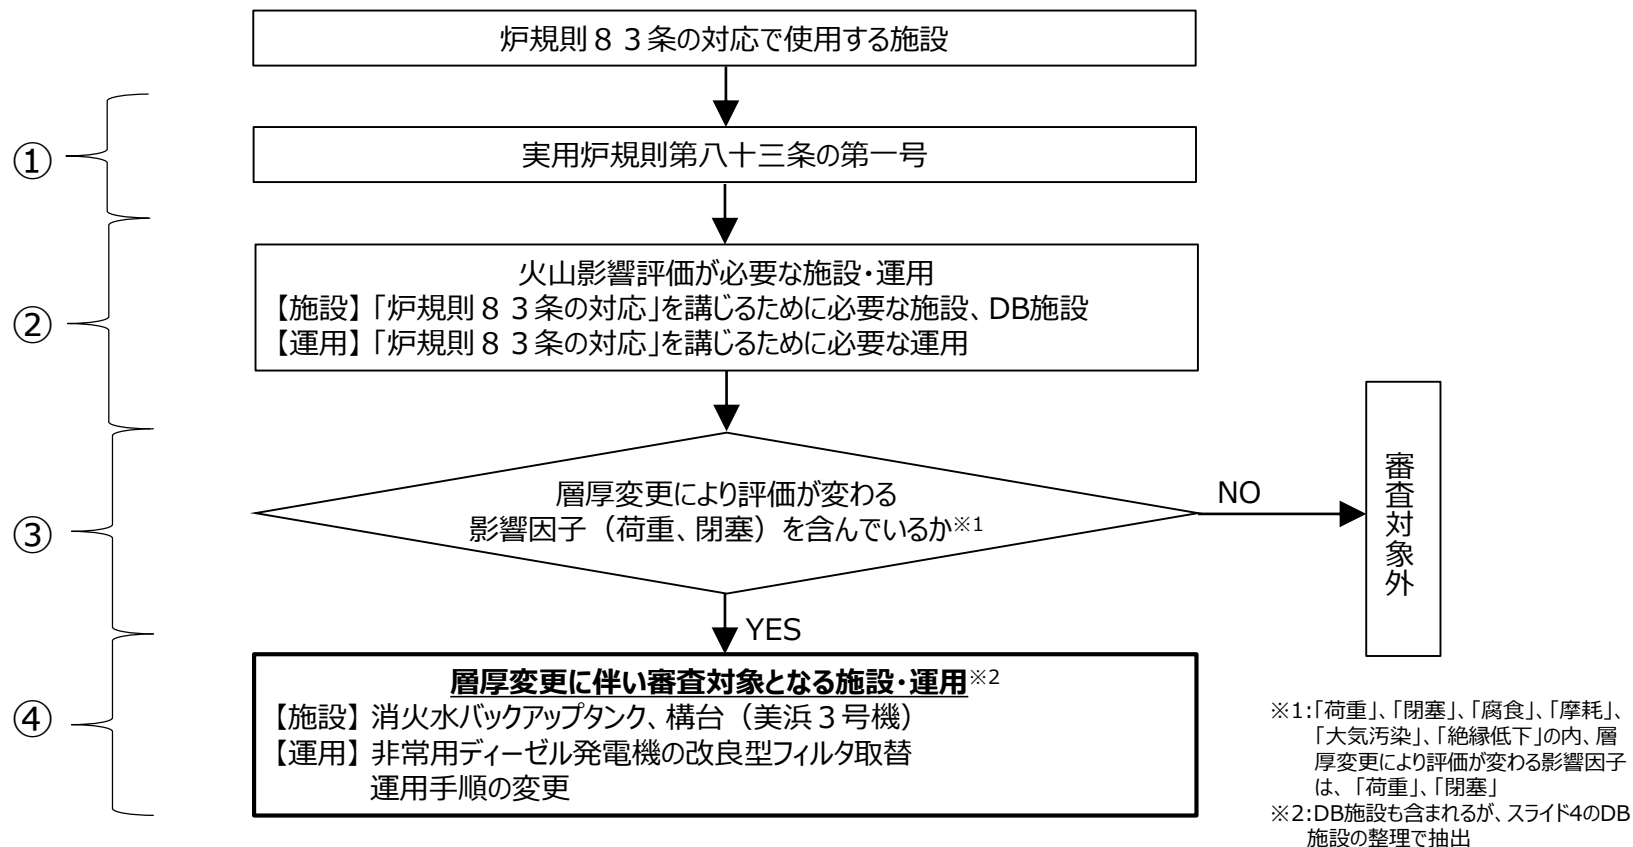 炉規則８３条の対応で使用する施設
①
実用炉規則第八十三条の第一号
②
火山影響評価が必要な施設・運用
【施設】「炉規則８３条の対応」を講じるために必要な施設、DB施設
【運用】「炉規則８３条の対応」を講じるために必要な運用
③
層厚変更により評価が変わる
影響因子（荷重、閉塞）を含んでいるか※1
NO
審査対象外
YES
④
層厚変更に伴い審査対象となる施設・運用※2
【施設】消火水バックアップタンク、構台（美浜３号機）
【運用】非常用ディーゼル発電機の改良型フィルタ取替
運用手順の変更
※1:「荷重」、「閉塞」、「腐食」、「摩耗」、
「大気汚染」、「絶縁低下」の内、層
厚変更により評価が変わる影響因子
は、「荷重」、「閉塞」
※2:DB施設も含まれるが、スライド4のDB
施設の整理で抽出